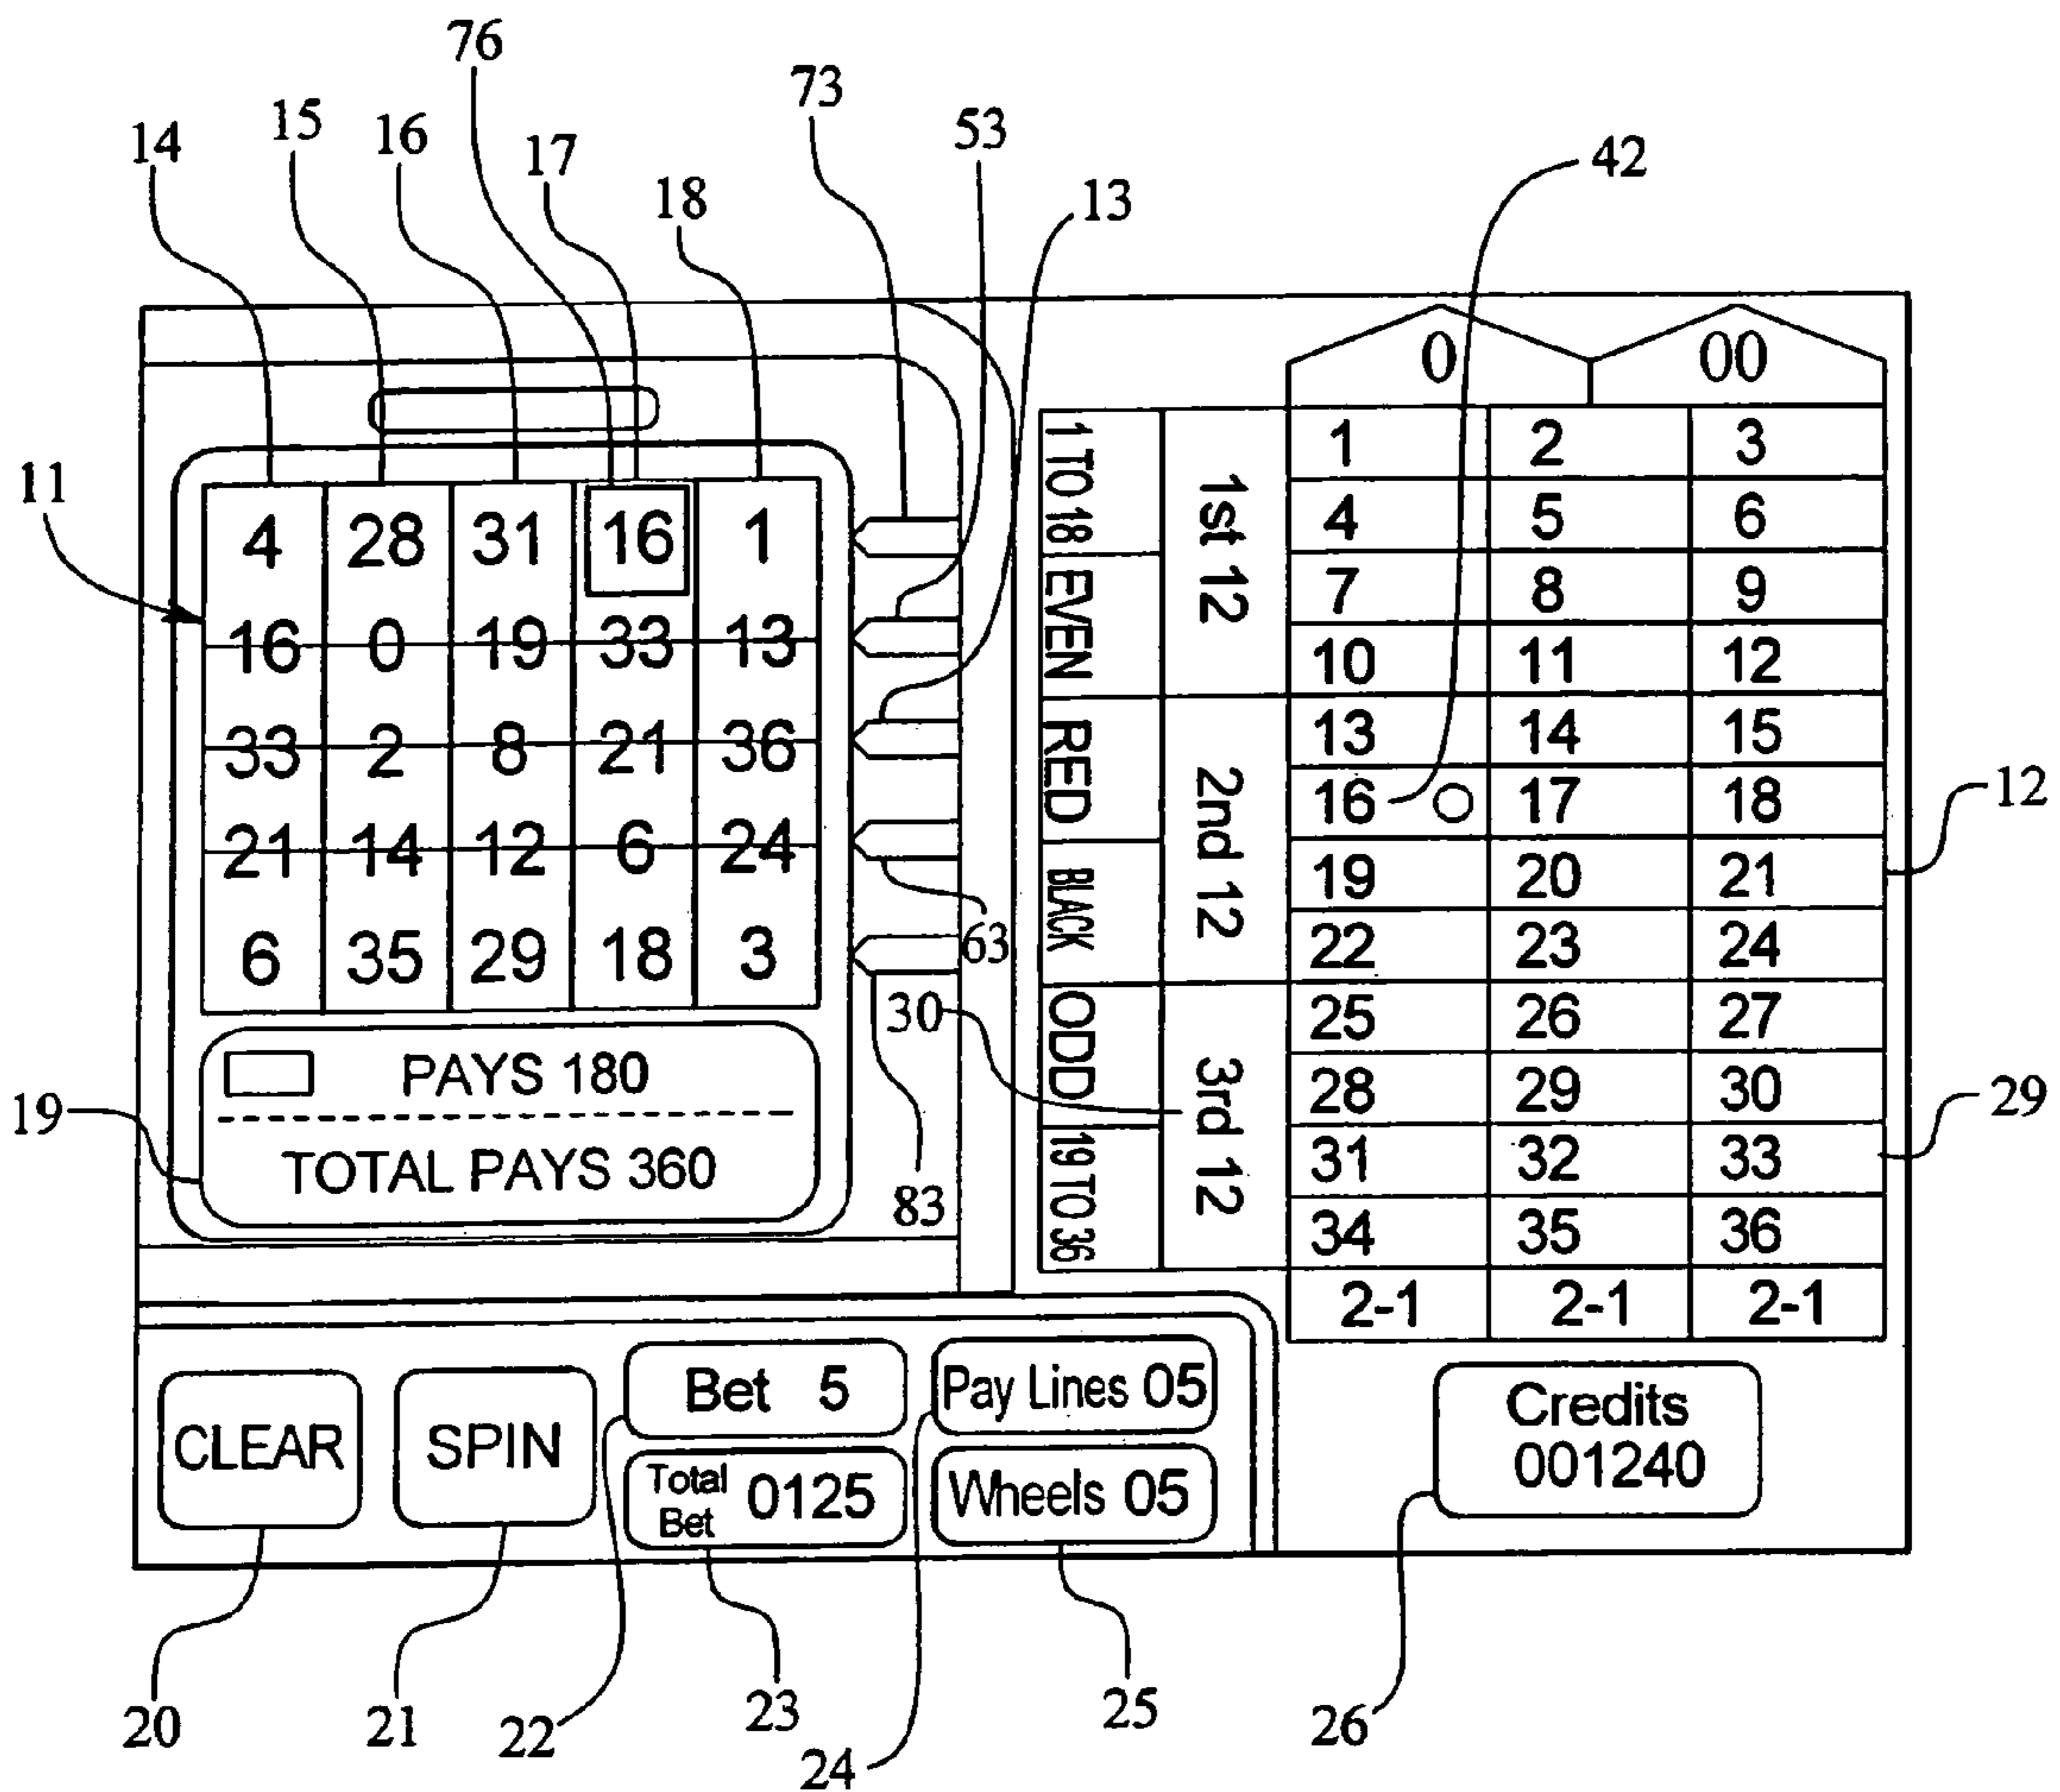 76
73
53
14
15
16
17
18
13
42
0 00
11
4 28 31 16 1
16 0 19 33 13
33 2 8 21 36
21 14 12 6 24
6 35 29 18 3
PAYS 180
TOTAL PAYS 360
19
63
30
83
1 TO 18
EVEN
RED
BLACK
ODD
19 TO 36
1st 12
2nd 12
3rd 12
1 2 3
4 5 6
7 8 9
10 11 12
13 14 15
16 17 18
19 20 21
22 23 24
25 26 27
28 29 30
31 32 33
34 35 36
2-1 2-1 2-1
12
29
CLEAR
SPIN
Bet 5
Total
Bet 0125
Pay Lines 05
Wheels 05
Credits
001240
20
21
22
23
24
25
26